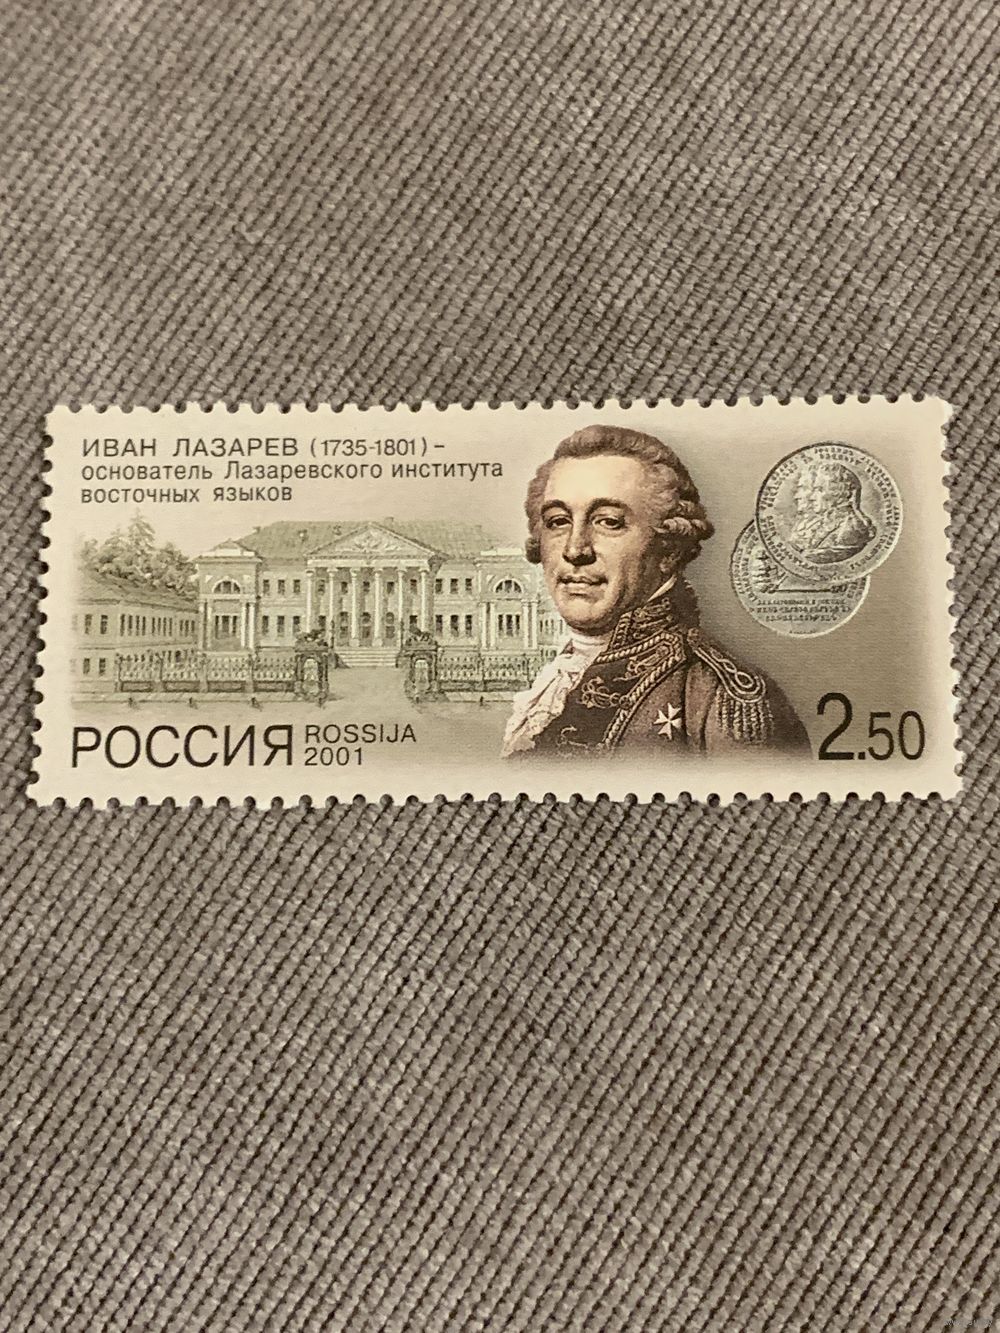 ИВАН ЛАЗАРЕВ (1735-1801) –
основатель Лазаревского института
восточных языков
РОССИЯ
ROSSIJA
2001
2.50